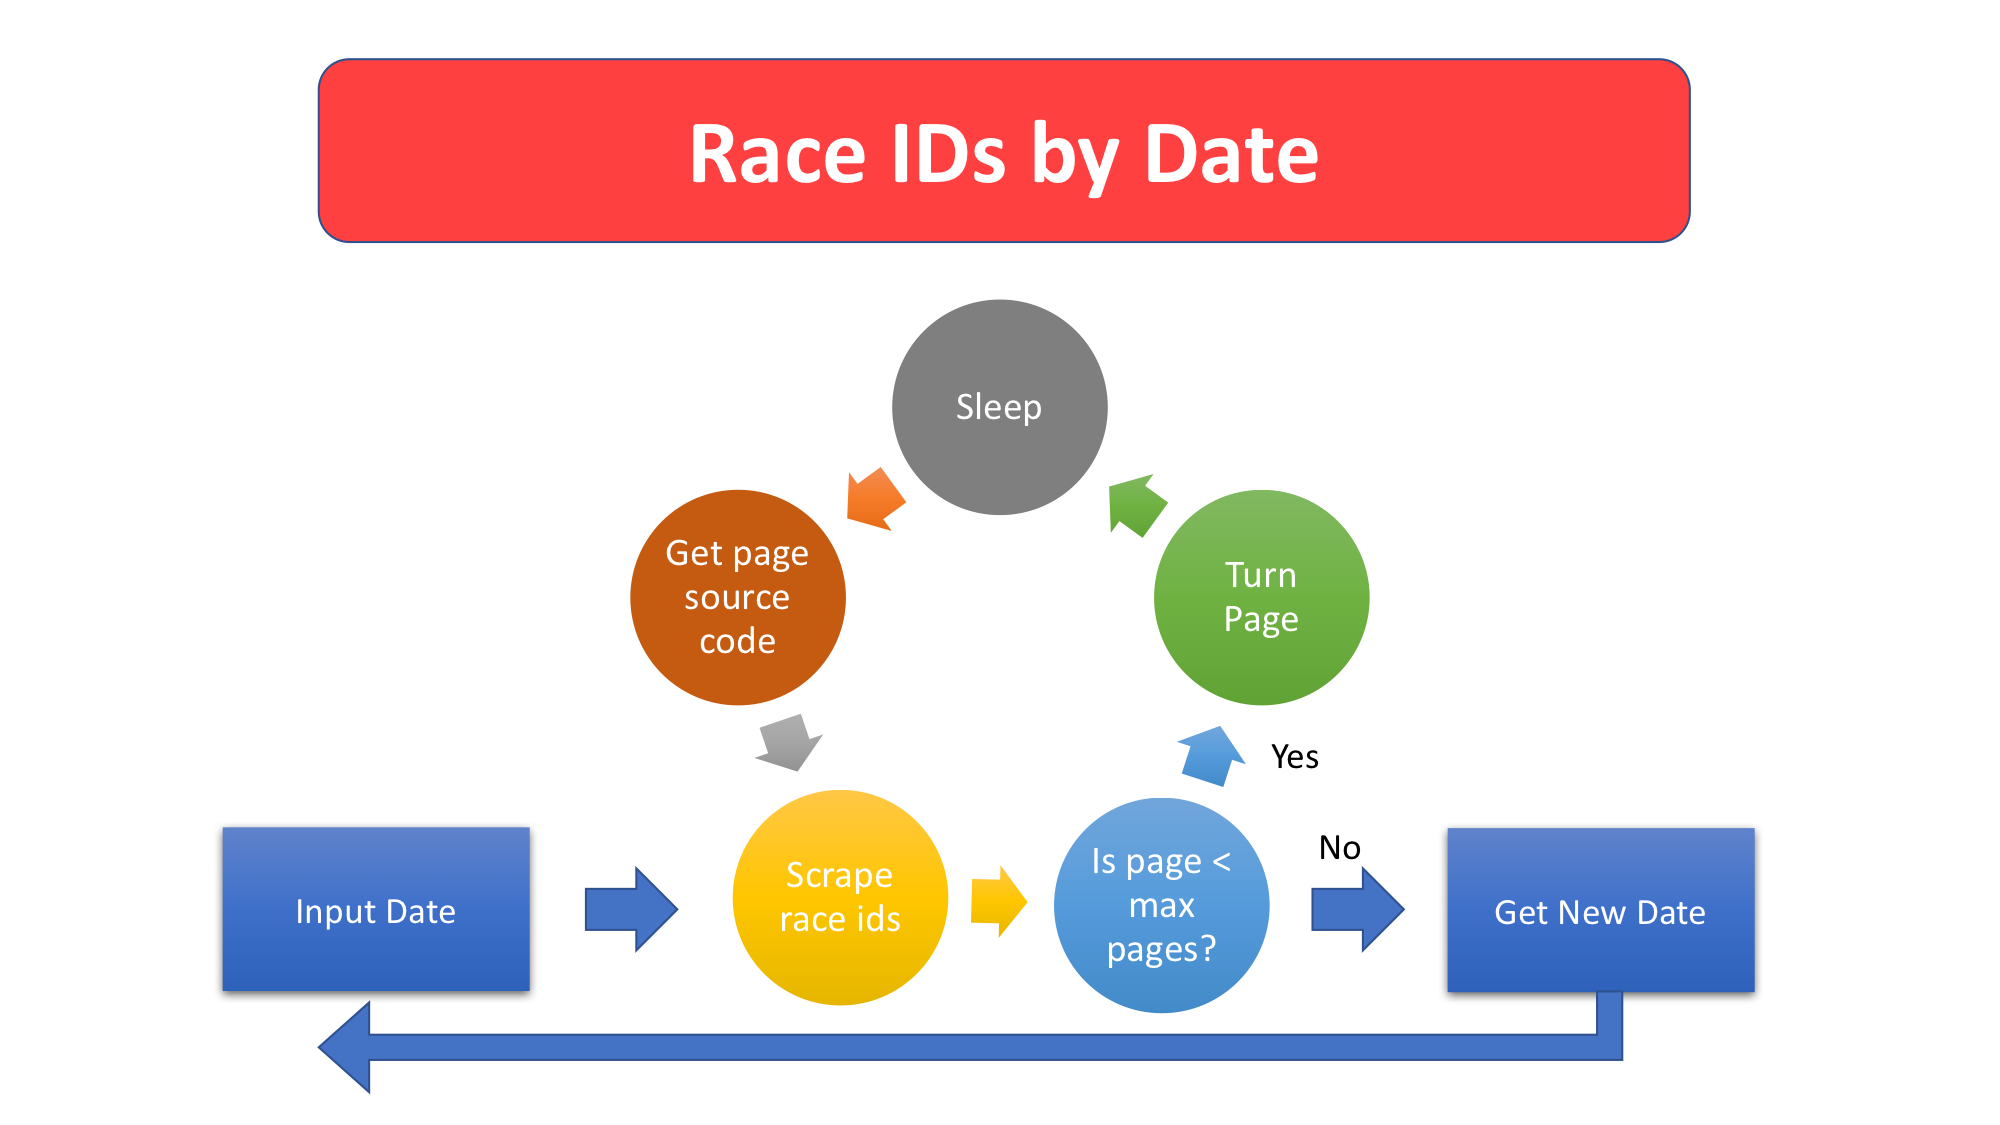 Race IDs by Date
Sleep
Get page
source
code
Turn
Page
Yes
No
Input Date
Scrape
race ids
Is page <
max
pages?
Get New Date